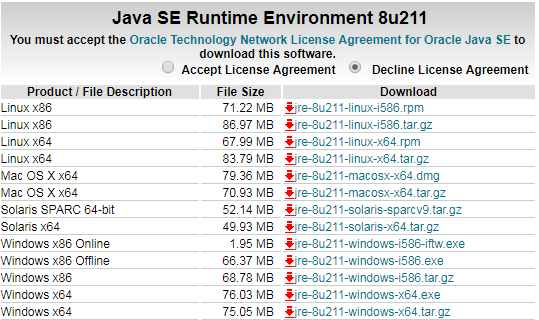 Java SE Runtime Environment 8u211
You must accept the Oracle Technology Network License Agreement for Oracle Java SE to
download this software.
Accept License Agreement Decline License Agreement
Product / File Description File Size Download
Linux x86 71.22 MB jre-8u211-linux-i586.rpm
Linux x86 86.97 MB jre-8u211-linux-i586.tar.gz
Linux x64 67.99 MB jre-8u211-linux-x64.rpm
Linux x64 83.79 MB jre-8u211-linux-x64.tar.gz
Mac OS X x64 79.36 MB jre-8u211-macosx-x64.dmg
Mac OS X x64 70.93 MB jre-8u211-macosx-x64.tar.gz
Solaris SPARC 64-bit 52.14 MB jre-8u211-solaris-sparcv9.tar.gz
Solaris x64 49.93 MB jre-8u211-solaris-x64.tar.gz
Windows x86 Online 1.95 MB jre-8u211-windows-i586-iftw.exe
Windows x86 Offline 66.37 MB jre-8u211-windows-i586.exe
Windows x86 68.78 MB jre-8u211-windows-i586.tar.gz
Windows x64 76.03 MB jre-8u211-windows-x64.exe
Windows x64 75.05 MB jre-8u211-windows-x64.tar.gz